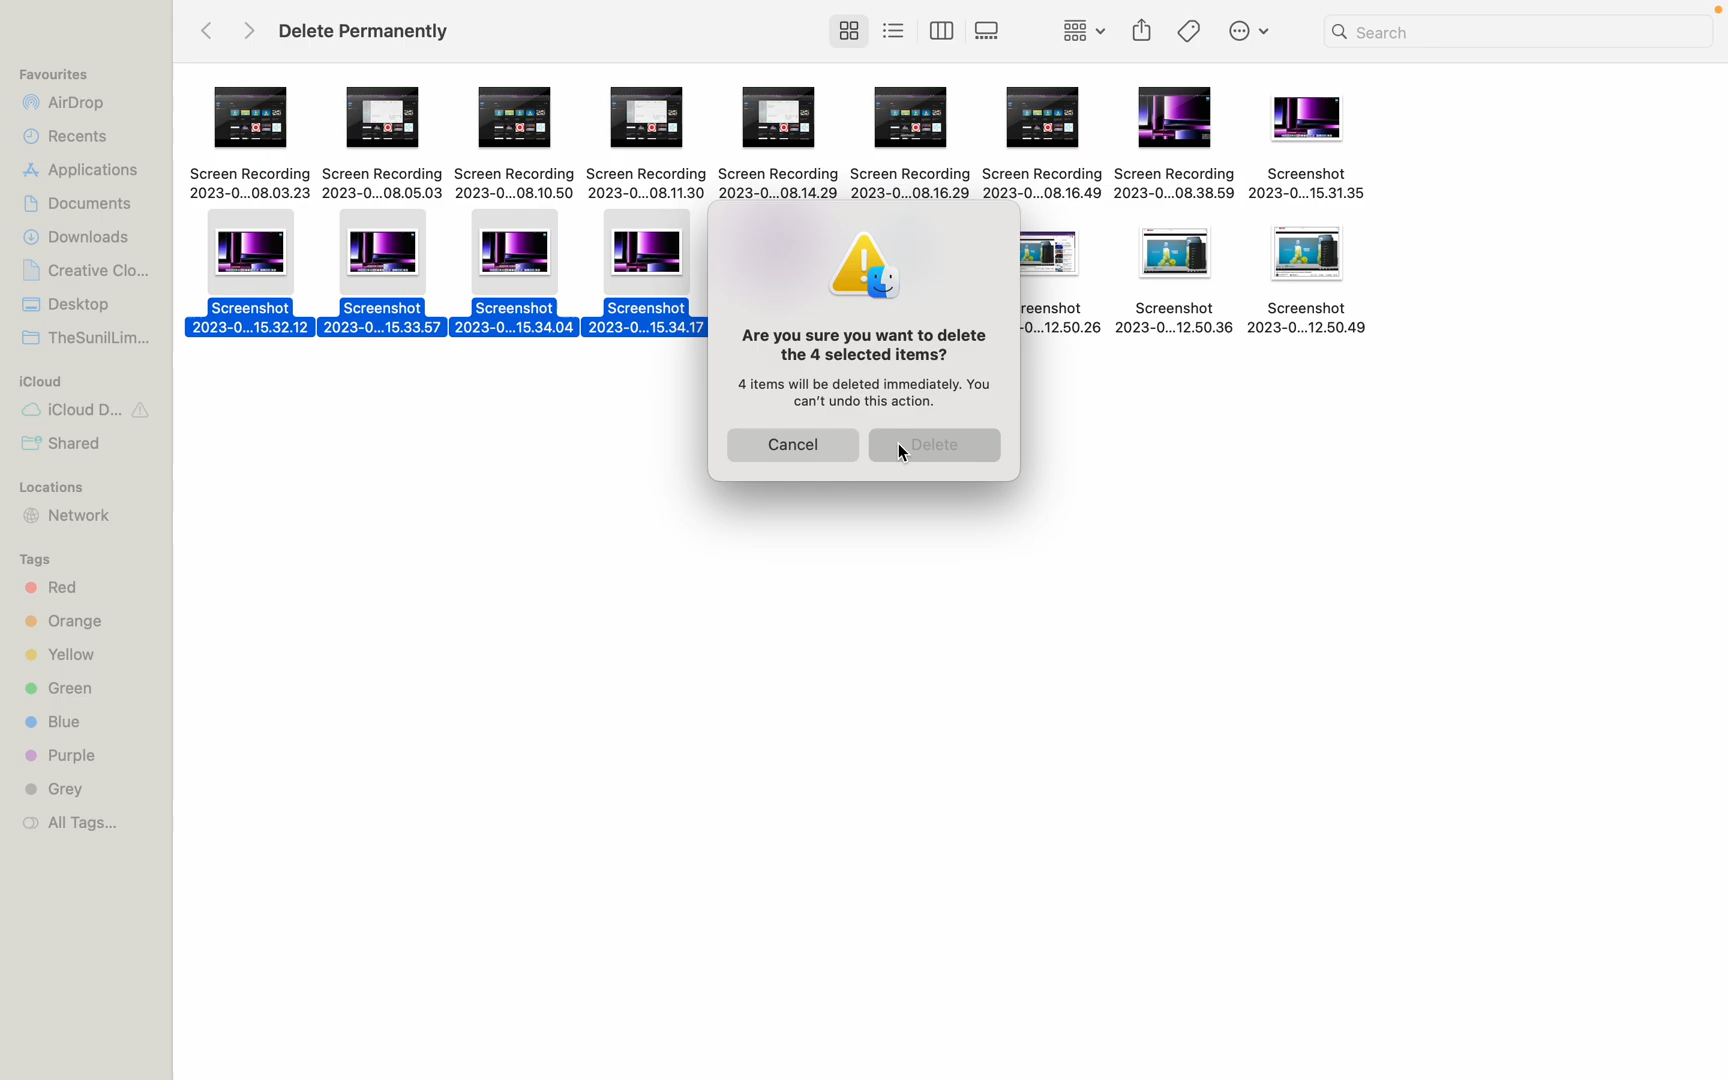 Delete Permanently
Search
Favourites
AirDrop
Recents
Applications
Documents
Downloads
Creative Clo...
Desktop
TheSunilLim...
iCloud
iCloud D...
Shared
Locations
Network
Tags
Red
Orange
Yellow
Green
Blue
Purple
Grey
All Tags...
Screen Recording
2023-0...08.03.23
Screen Recording
2023-0...08.05.03
Screen Recording
2023-0...08.10.50
Screen Recording
2023-0...08.11.30
Screen Recording
2023-0...08.14.29
Screen Recording
2023-0...08.16.29
Screen Recording
2023-0...08.16.49
Screen Recording
2023-0...08.38.59
Screenshot
2023-0...15.31.35
Screenshot
2023-0...15.32.12
Screenshot
2023-0...15.33.57
Screenshot
2023-0...15.34.04
Screenshot
2023-0...15.34.17
reenshot
-0...12.50.26
Screenshot
2023-0...12.50.36
Screenshot
2023-0...12.50.49
Are you sure you want to delete
the 4 selected items?
4 items will be deleted immediately. You
can't undo this action.
Cancel
Delete